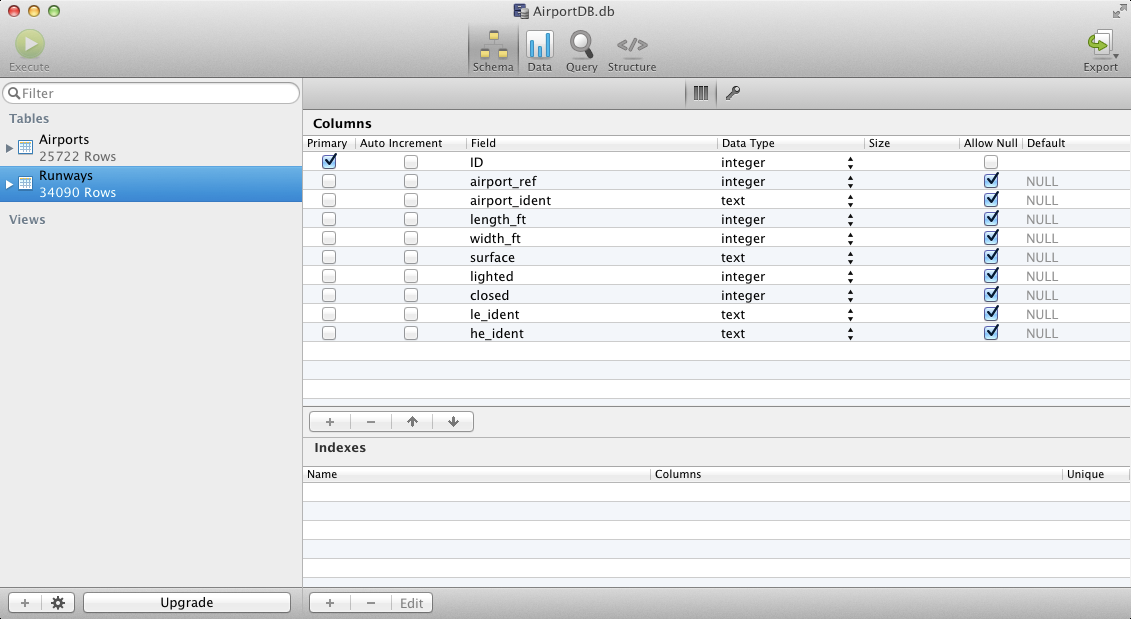 AirportDB.db
Execute
Schema Data Query Structure
Export
Filter
Tables
Airports
25722 Rows
Runways
34090 Rows
Views
Columns
Primary Auto Increment Field Data Type Size Allow Null Default
ID integer
airport_ref integer NULL
airport_ident text NULL
length_ft integer NULL
width_ft integer NULL
surface text NULL
lighted integer NULL
closed integer NULL
le_ident text NULL
he_ident text NULL
Indexes
Name Columns Unique
Upgrade
Edit